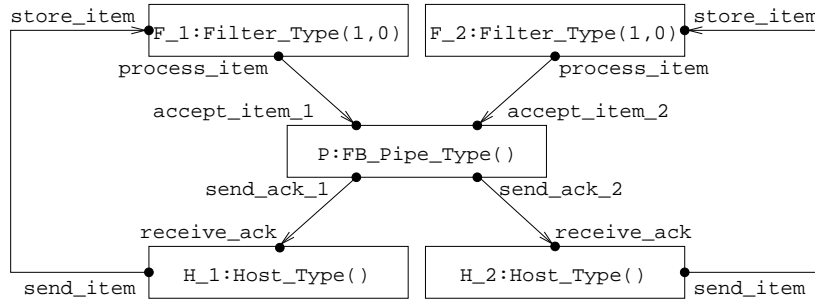 store_item store_item
F_1:Filter_Type(1,0) F_2:Filter_Type(1,0)
process_item process_item
accept_item_1 accept_item_2
P:FB_Pipe_Type()
send_ack_1 send_ack_2
receive_ack receive_ack
H_1:Host_Type() H_2:Host_Type()
send_item send_item